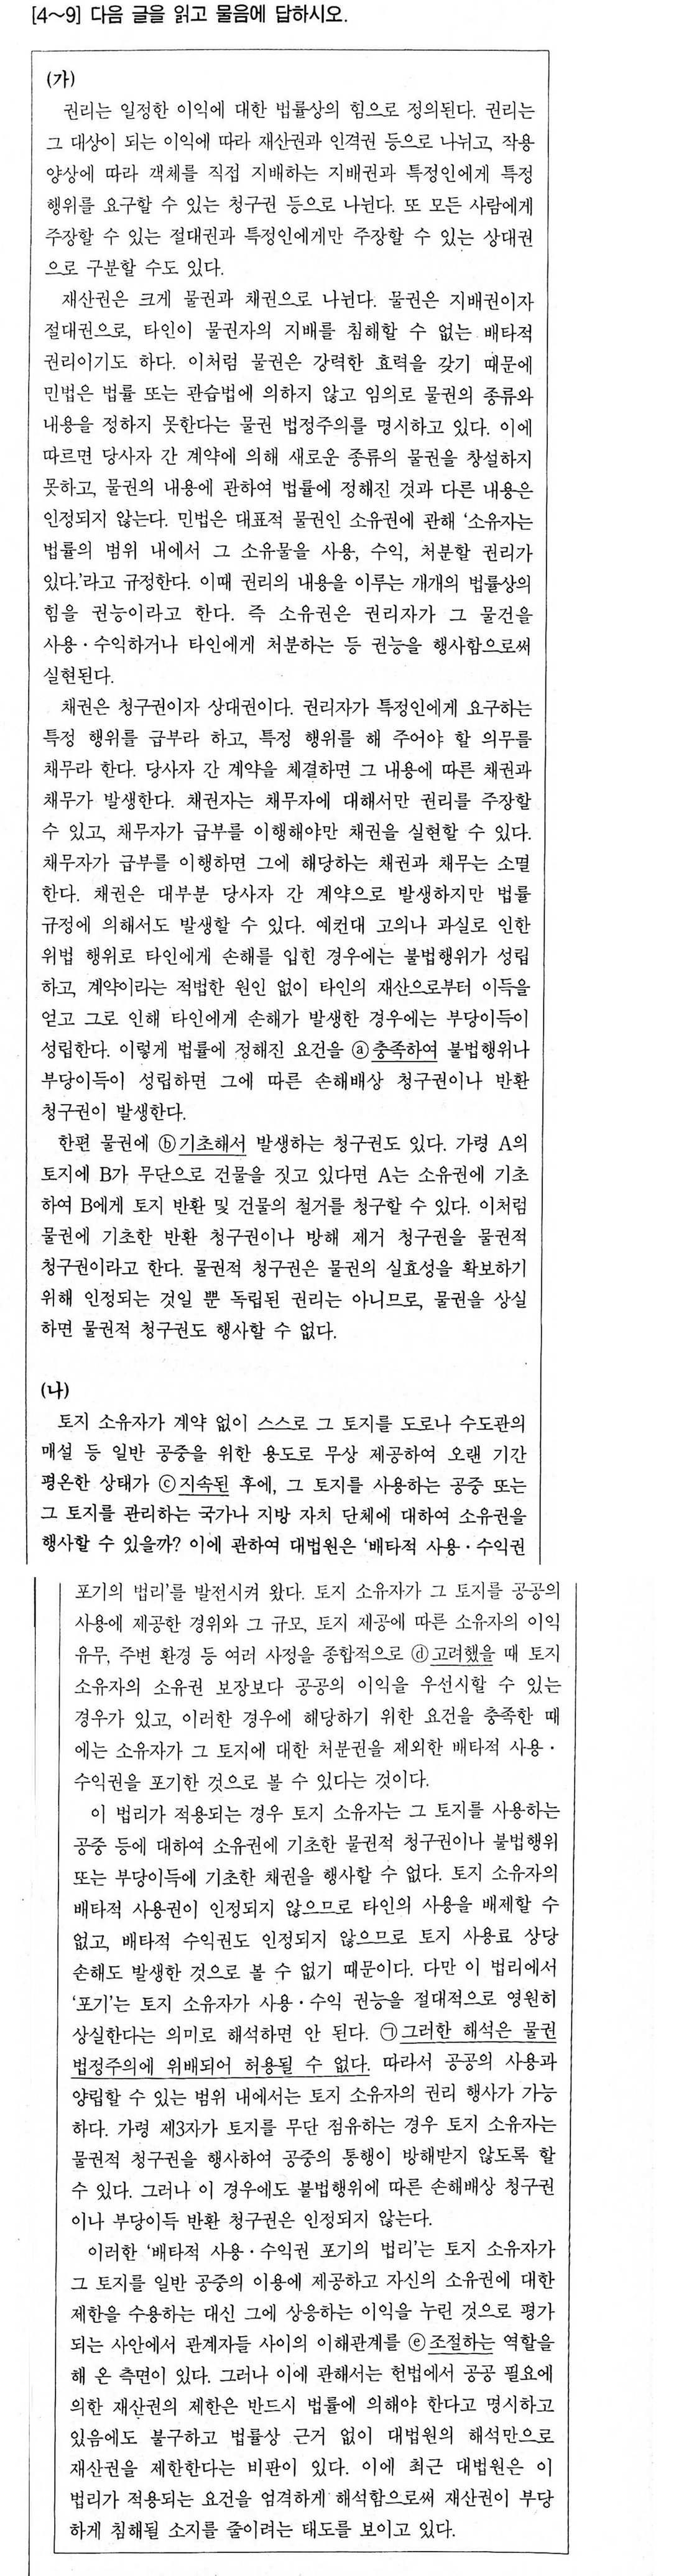 [4～9] 다음 글을 읽고 물음에 답하시오.
(가)
권리는 일정한 이익에 대한 법률상의 힘으로 정의된다. 권리는
그 대상이 되는 이익에 따라 재산권과 인격권 등으로 나뉘고, 작용
양상에 따라 객체를 직접 지배하는 지배권과 특정인에게 특정
행위를 요구할 수 있는 청구권 등으로 나뉜다. 또 모든 사람에게
주장할 수 있는 절대권과 특정인에게만 주장할 수 있는 상대권
으로 구분할 수도 있다.
재산권은 크게 물권과 채권으로 나뉜다. 물권은 지배권이자
절대권으로, 타인이 물권자의 지배를 침해할 수 없는 배타적
권리이기도 하다. 이처럼 물권은 강력한 효력을 갖기 때문에
민법은 법률 또는 관습법에 의하지 않고 임의로 물권의 종류와
내용을 정하지 못한다는 물권 법정주의를 명시하고 있다. 이에
따르면 당사자 간 계약에 의해 새로운 종류의 물권을 창설하지
못하고, 물권의 내용에 관하여 법률에 정해진 것과 다른 내용은
인정되지 않는다. 민법은 대표적 물권인 소유권에 관해 '소유자는
법률의 범위 내에서 그 소유물을 사용, 수익, 처분할 권리가
있다.'라고 규정한다. 이때 권리의 내용을 이루는 개개의 법률상의
힘을 권능이라고 한다. 즉 소유권은 권리자가 그 물건을
사용·수익하거나 타인에게 처분하는 등 권능을 행사함으로써
실현된다.
채권은 청구권이자 상대권이다. 권리자가 특정인에게 요구하는
특정 행위를 급부라 하고, 특정 행위를 해 주어야 할 의무를
채무라 한다. 당사자 간 계약을 체결하면 그 내용에 따른 채권과
채무가 발생한다. 채권자는 채무자에 대해서만 권리를 주장할
수 있고, 채무자가 급부를 이행해야만 채권을 실현할 수 있다.
채무자가 급부를 이행하면 그에 해당하는 채권과 채무는 소멸
한다. 채권은 대부분 당사자 간 계약으로 발생하지만 법률
규정에 의해서도 발생할 수 있다. 예컨대 고의나 과실로 인한
위법 행위로 타인에게 손해를 입힌 경우에는 불법행위가 성립
하고, 계약이라는 적법한 원인 없이 타인의 재산으로부터 이득을
얻고 그로 인해 타인에게 손해가 발생한 경우에는 부당이득이
성립한다. 이렇게 법률에 정해진 요건을 ⓐ충족하여 불법행위나
부당이득이 성립하면 그에 따른 손해배상 청구권이나 반환
청구권이 발생한다.
한편 물권에 ⓑ기초해서 발생하는 청구권도 있다. 가령 A의
토지에 B가 무단으로 건물을 짓고 있다면 A는 소유권에 기초
하여 B에게 토지 반환 및 건물의 철거를 청구할 수 있다. 이처럼
물권에 기초한 반환 청구권이나 방해 제거 청구권을 물권적
청구권이라고 한다. 물권적 청구권은 물권의 실효성을 확보하기
위해 인정되는 것일 뿐 독립된 권리는 아니므로, 물권을 상실
하면 물권적 청구권도 행사할 수 없다.
(나)
토지 소유자가 계약 없이 스스로 그 토지를 도로나 수도관의
매설 등 일반 공중을 위한 용도로 무상 제공하여 오랜 기간
평온한 상태가 ⓒ지속된 후에, 그 토지를 사용하는 공중 또는
그 토지를 관리하는 국가나 지방 자치 단체에 대하여 소유권을
행사할 수 있을까? 이에 관하여 대법원은 '배타적 사용·수익권
포기의 법리'를 발전시켜 왔다. 토지 소유자가 그 토지를 공공의
사용에 제공한 경위와 그 규모, 토지 제공에 따른 소유자의 이익
유무, 주변 환경 등 여러 사정을 종합적으로 ⓓ고려했을 때 토지
소유자의 소유권 보장보다 공공의 이익을 우선시할 수 있는
경우가 있고, 이러한 경우에 해당하기 위한 요건을 충족한 때
에는 소유자가 그 토지에 대한 처분권을 제외한 배타적 사용·
수익권을 포기한 것으로 볼 수 있다는 것이다.
이 법리가 적용되는 경우 토지 소유자는 그 토지를 사용하는
공중 등에 대하여 소유권에 기초한 물권적 청구권이나 불법행위
또는 부당이득에 기초한 채권을 행사할 수 없다. 토지 소유자의
배타적 사용권이 인정되지 않으므로 타인의 사용을 배제할 수
없고, 배타적 수익권도 인정되지 않으므로 토지 사용료 상당
손해도 발생한 것으로 볼 수 없기 때문이다. 다만 이 법리에서
'포기'는 토지 소유자가 사용·수익 권능을 절대적으로 영원히
상실한다는 의미로 해석하면 안 된다. ㉠그러한 해석은 물권
법정주의에 위배되어 허용될 수 없다. 따라서 공공의 사용과
양립할 수 있는 범위 내에서는 토지 소유자의 권리 행사가 가능
하다. 가령 제3자가 토지를 무단 점유하는 경우 토지 소유자는
물권적 청구권을 행사하여 공중의 통행이 방해받지 않도록 할
수 있다. 그러나 이 경우에도 불법행위에 따른 손해배상 청구권
이나 부당이득 반환 청구권은 인정되지 않는다.
이러한 '배타적 사용·수익권 포기의 법리'는 토지 소유자가
그 토지를 일반 공중의 이용에 제공하고 자신의 소유권에 대한
제한을 수용하는 대신 그에 상응하는 이익을 누린 것으로 평가
되는 사안에서 관계자들 사이의 이해관계를 ⓔ조절하는 역할을
해 온 측면이 있다. 그러나 이에 관해서는 헌법에서 공공 필요에
의한 재산권의 제한은 반드시 법률에 의해야 한다고 명시하고
있음에도 불구하고 법률상 근거 없이 대법원의 해석만으로
재산권을 제한한다는 비판이 있다. 이에 최근 대법원은 이
법리가 적용되는 요건을 엄격하게 해석함으로써 재산권이 부당
하게 침해될 소지를 줄이려는 태도를 보이고 있다.